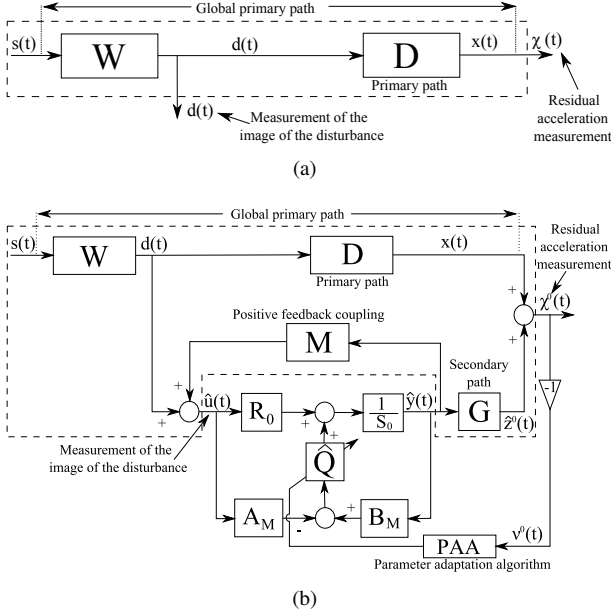 Global primary path
s(t)
W
d(t)
D
x(t)
χ(t)
Primary path
d(t)
Measurement of the
image of the disturbance
Residual
acceleration
measurement
(a)
Global primary path
s(t)
W
d(t)
D
x(t)
Primary path
Residual
acceleration
measurement
+
χ⁰(t)
+
Positive feedback coupling
M
-1
+
+
+
û(t)
R₀
+
1
S₀
ŷ(t)
Secondary
path
G
ẑ⁰(t)
Measurement of the
image of the disturbance
+
Q̂
A_M
-
+
B_M
PAA
ν⁰(t)
Parameter adaptation algorithm
(b)